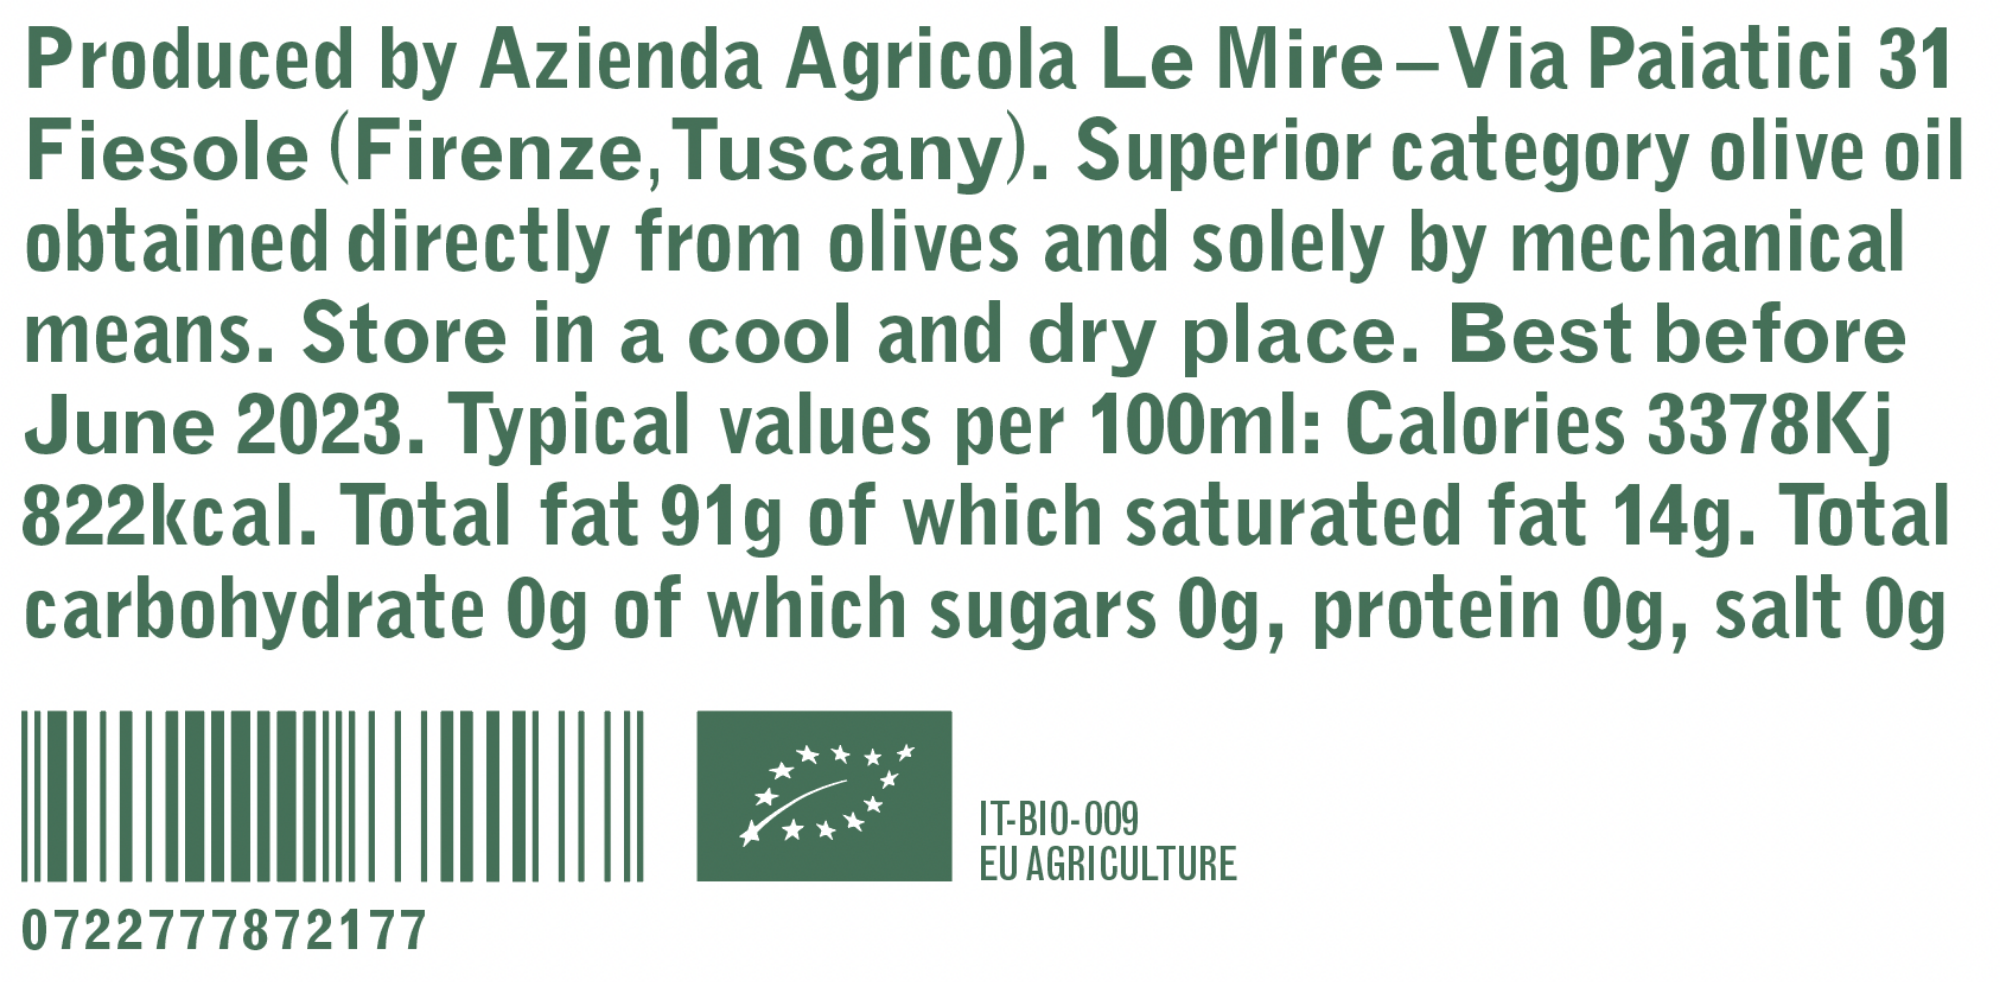 Produced by Azienda Agricola Le Mire – Via Paiatici 31
Fiesole (Firenze, Tuscany). Superior category olive oil
obtained directly from olives and solely by mechanical
means. Store in a cool and dry place. Best before
June 2023. Typical values per 100ml: Calories 3378Kj
822kcal. Total fat 91g of which saturated fat 14g. Total
carbohydrate 0g of which sugars 0g, protein 0g, salt 0g
IT-BIO-009
EU AGRICULTURE
0722777872177